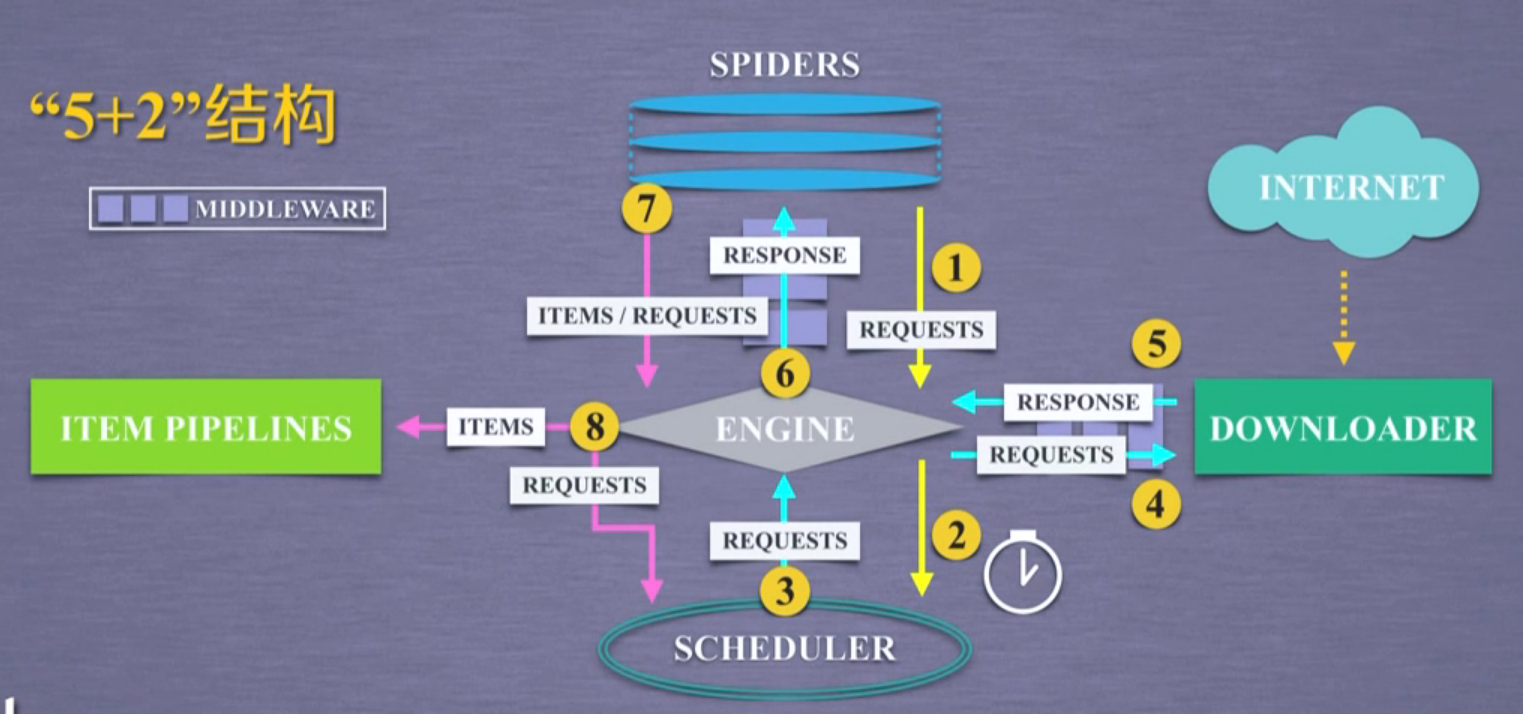 SPIDERS
“5+2”结构
MIDDLEWARE
INTERNET
7
RESPONSE
1
ITEMS / REQUESTS
REQUESTS
5
6
ITEM PIPELINES
ITEMS
8
ENGINE
RESPONSE
REQUESTS
DOWNLOADER
REQUESTS
4
REQUESTS
2
3
SCHEDULER